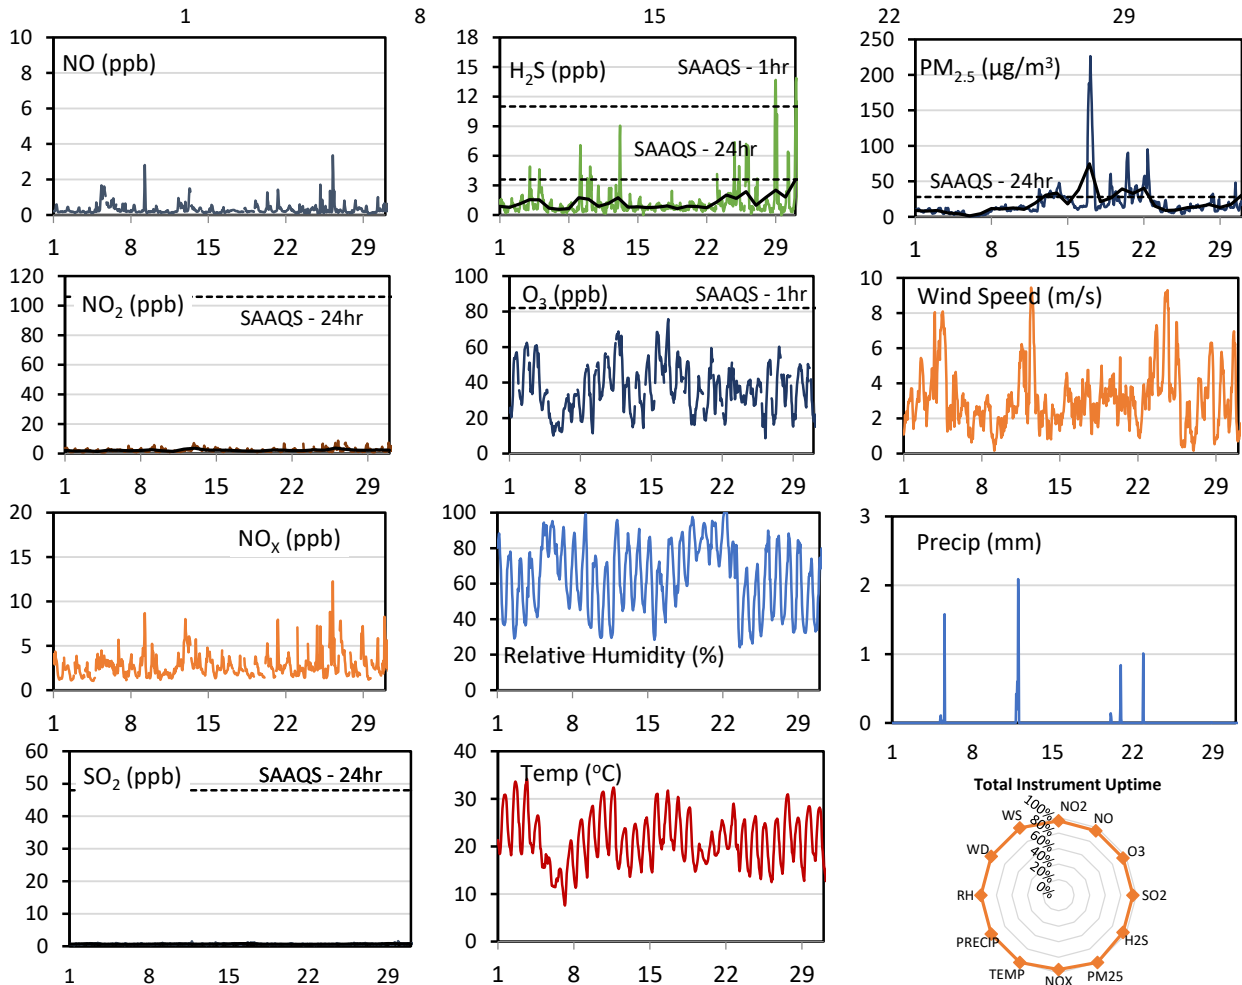 1 8 15 22 29
NO (ppb)
10
8
6
4
2
0
1 8 15 22 29
H2S (ppb)
SAAQS - 1hr
SAAQS - 24hr
18
15
12
9
6
3
0
1 8 15 22 29
PM2.5 (µg/m³)
SAAQS - 24hr
250
200
150
100
50
0
1 8 15 22 29
NO2 (ppb)
SAAQS - 24hr
120
100
80
60
40
20
0
1 8 15 22 29
O3 (ppb)
SAAQS - 1hr
100
80
60
40
20
0
1 8 15 22 29
Wind Speed (m/s)
10
8
6
4
2
0
1 8 15 22 29
NOX (ppb)
20
15
10
5
0
1 8 15 22 29
Relative Humidity (%)
100
80
60
40
20
0
1 8 15 22 29
Precip (mm)
3
2
1
0
1 8 15 22 29
SO2 (ppb)
SAAQS - 24hr
60
50
40
30
20
10
0
1 8 15 22 29
Temp (oC)
40
30
20
10
0
1 8 15 22 29
Total Instrument Uptime
100%
80%
60%
40%
20%
0%
NO2
NO
O3
SO2
H2S
PM25
NOX
TEMP
PRECIP
RH
WD
WS